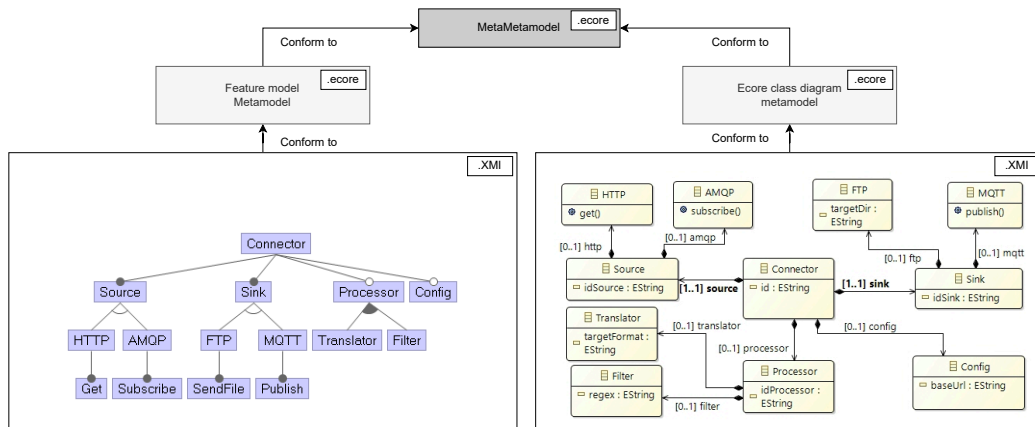 MetaMetamodel
.ecore
Conform to
Conform to
Feature model
Metamodel
.ecore
Ecore class diagram
metamodel
.ecore
Conform to
Conform to
.XMI
Connector
Source
Sink
Processor
Config
HTTP
AMQP
FTP
MQTT
Translator
Filter
Get
Subscribe
SendFile
Publish
.XMI
HTTP
get()
AMQP
subscribe()
FTP
targetDir :
EString
MQTT
publish()
[0..1] http
[0..1] amqp
[0..1] ftp
[0..1] mqtt
Source
idSource : EString
[1..1] source
Connector
id : EString
[1..1] sink
Sink
idSink : EString
Translator
targetFormat :
EString
[0..1] translator
[0..1] config
[0..1] processor
Filter
regex : EString
[0..1] filter
Processor
idProcessor :
EString
Config
baseUrl : EString